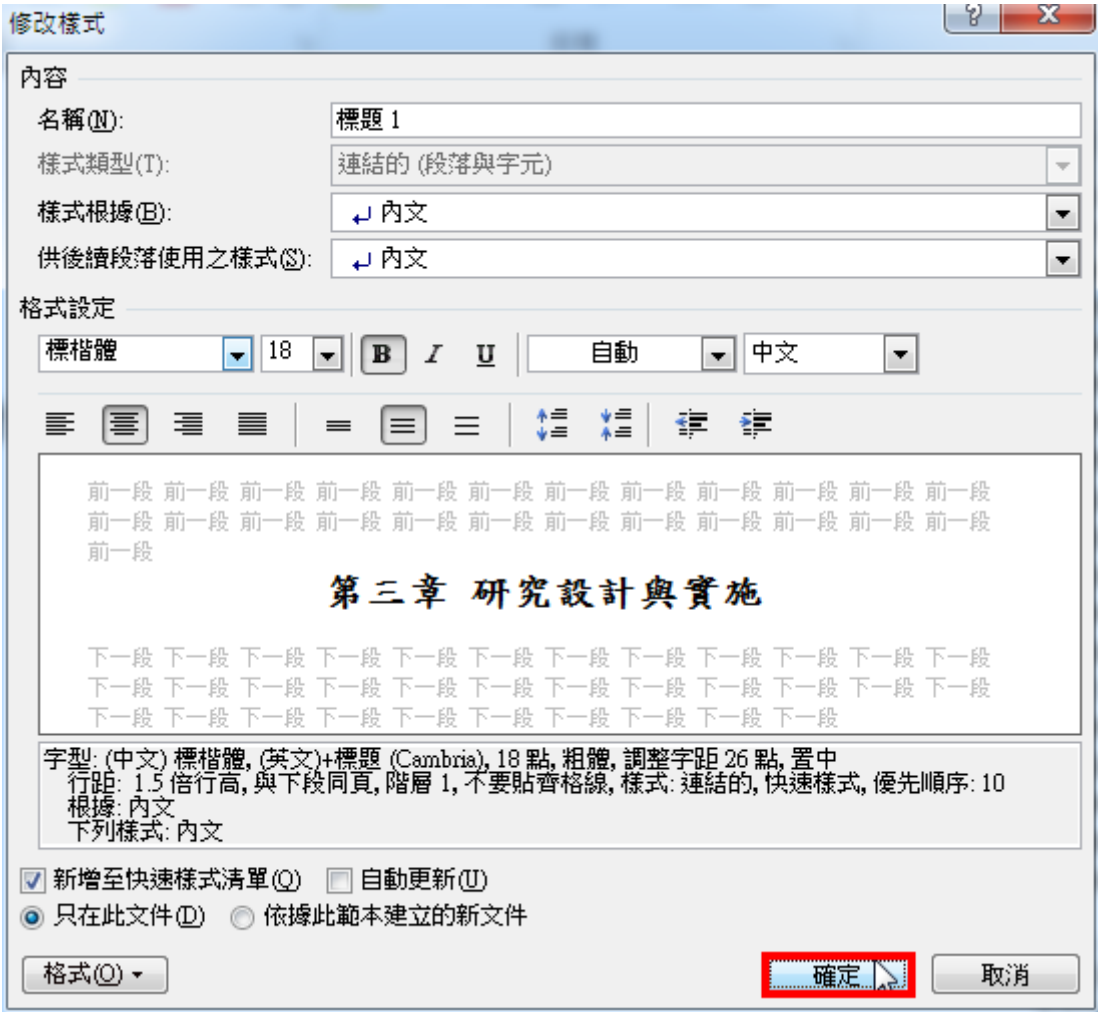 修改樣式
內容
名稱(N): 標題 1
樣式類型(T): 連結的 (段落與字元)
樣式根據(B): 內文
供後續段落使用之樣式(S): 內文
格式設定
標楷體 18 B I U 自動 中文
前一段 前一段 前一段 前一段 前一段 前一段 前一段 前一段 前一段 前一段 前一段 前一段
前一段 前一段 前一段 前一段 前一段 前一段 前一段 前一段 前一段 前一段 前一段 前一段
前一段
第三章 研究設計與實施
下一段 下一段 下一段 下一段 下一段 下一段 下一段 下一段 下一段 下一段 下一段 下一段
下一段 下一段 下一段 下一段 下一段 下一段 下一段 下一段 下一段 下一段 下一段 下一段
下一段 下一段 下一段 下一段 下一段 下一段 下一段 下一段 下一段 下一段
字型: (中文) 標楷體, (英文)+標題 (Cambria), 18 點, 粗體, 調整字距 26 點, 置中
行距: 1.5 倍行高, 與下段同頁, 階層 1, 不要貼齊格線, 樣式: 連結的, 快速樣式, 優先順序: 10
根據: 內文
下列樣式: 內文
新增至快速樣式清單(Q) 自動更新(U)
只在此文件(D) 依據此範本建立的新文件
格式(O) 確定 取消